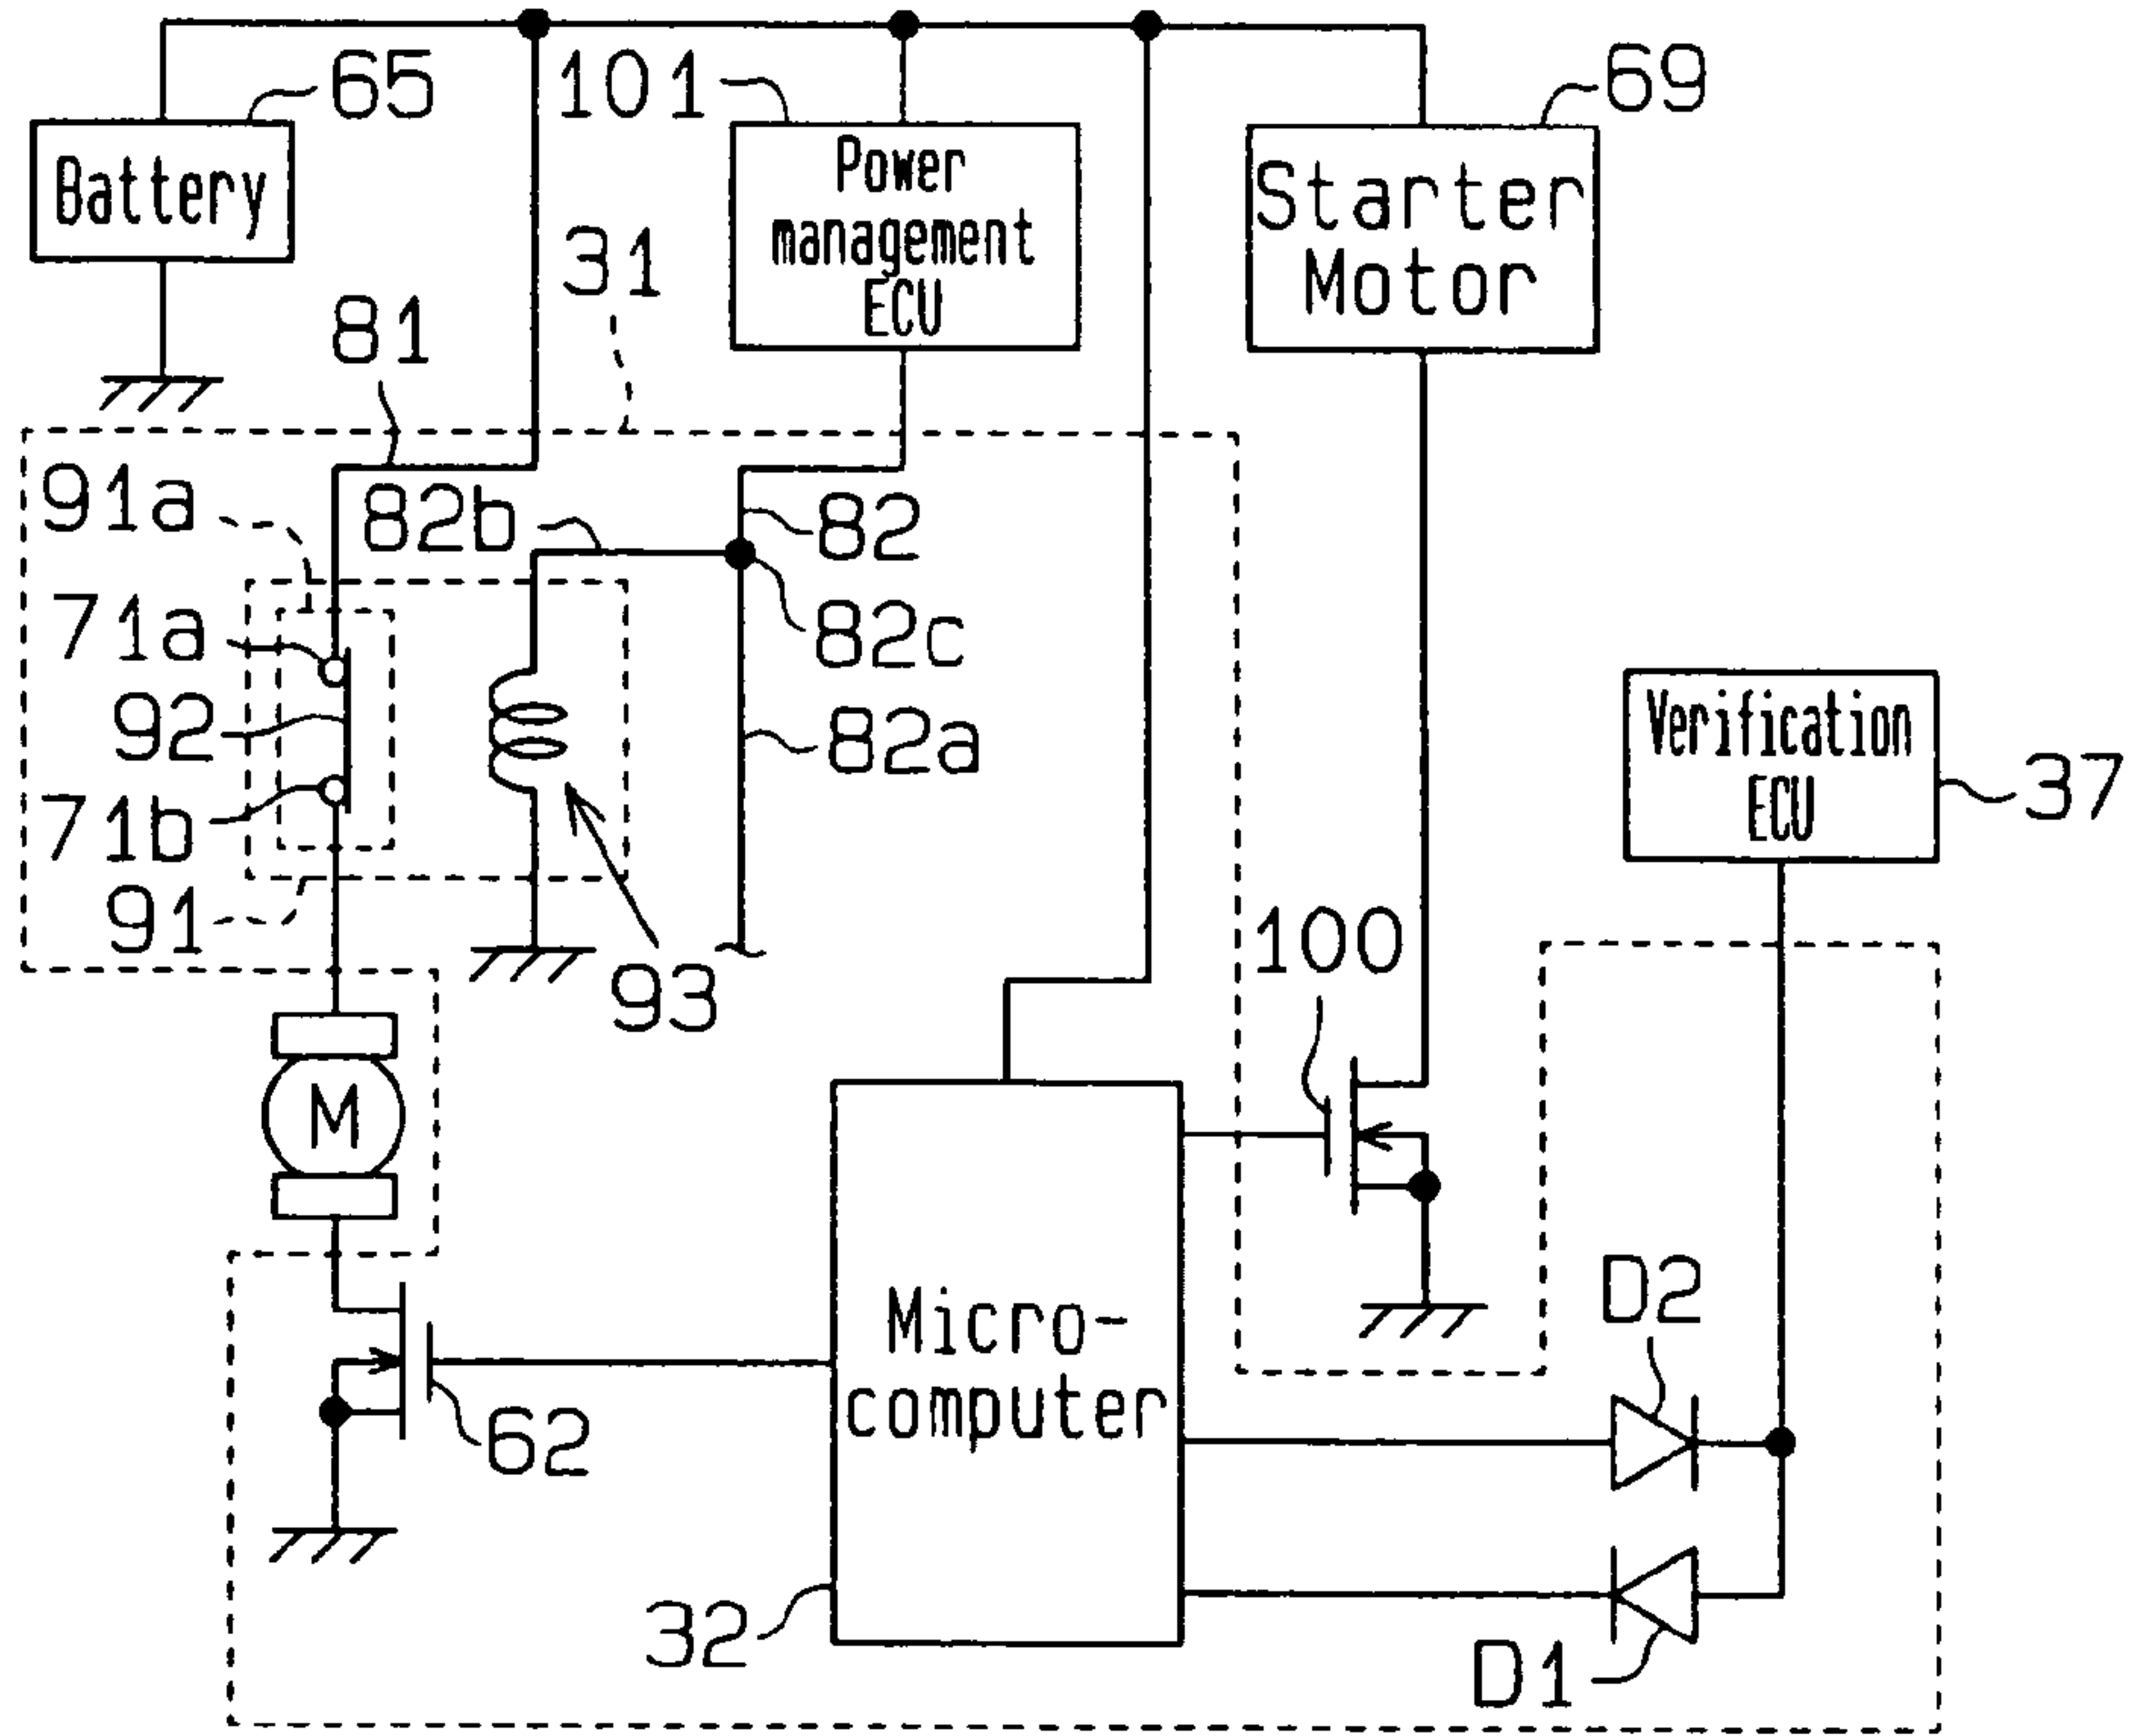 65
101
69
Battery
Power
management
ECU
Starter
Motor
31
81
91a
82b
82
71a
82c
92
82a
Verification
ECU
37
71b
91
93
100
M
D2
Micro-
computer
62
32
D1